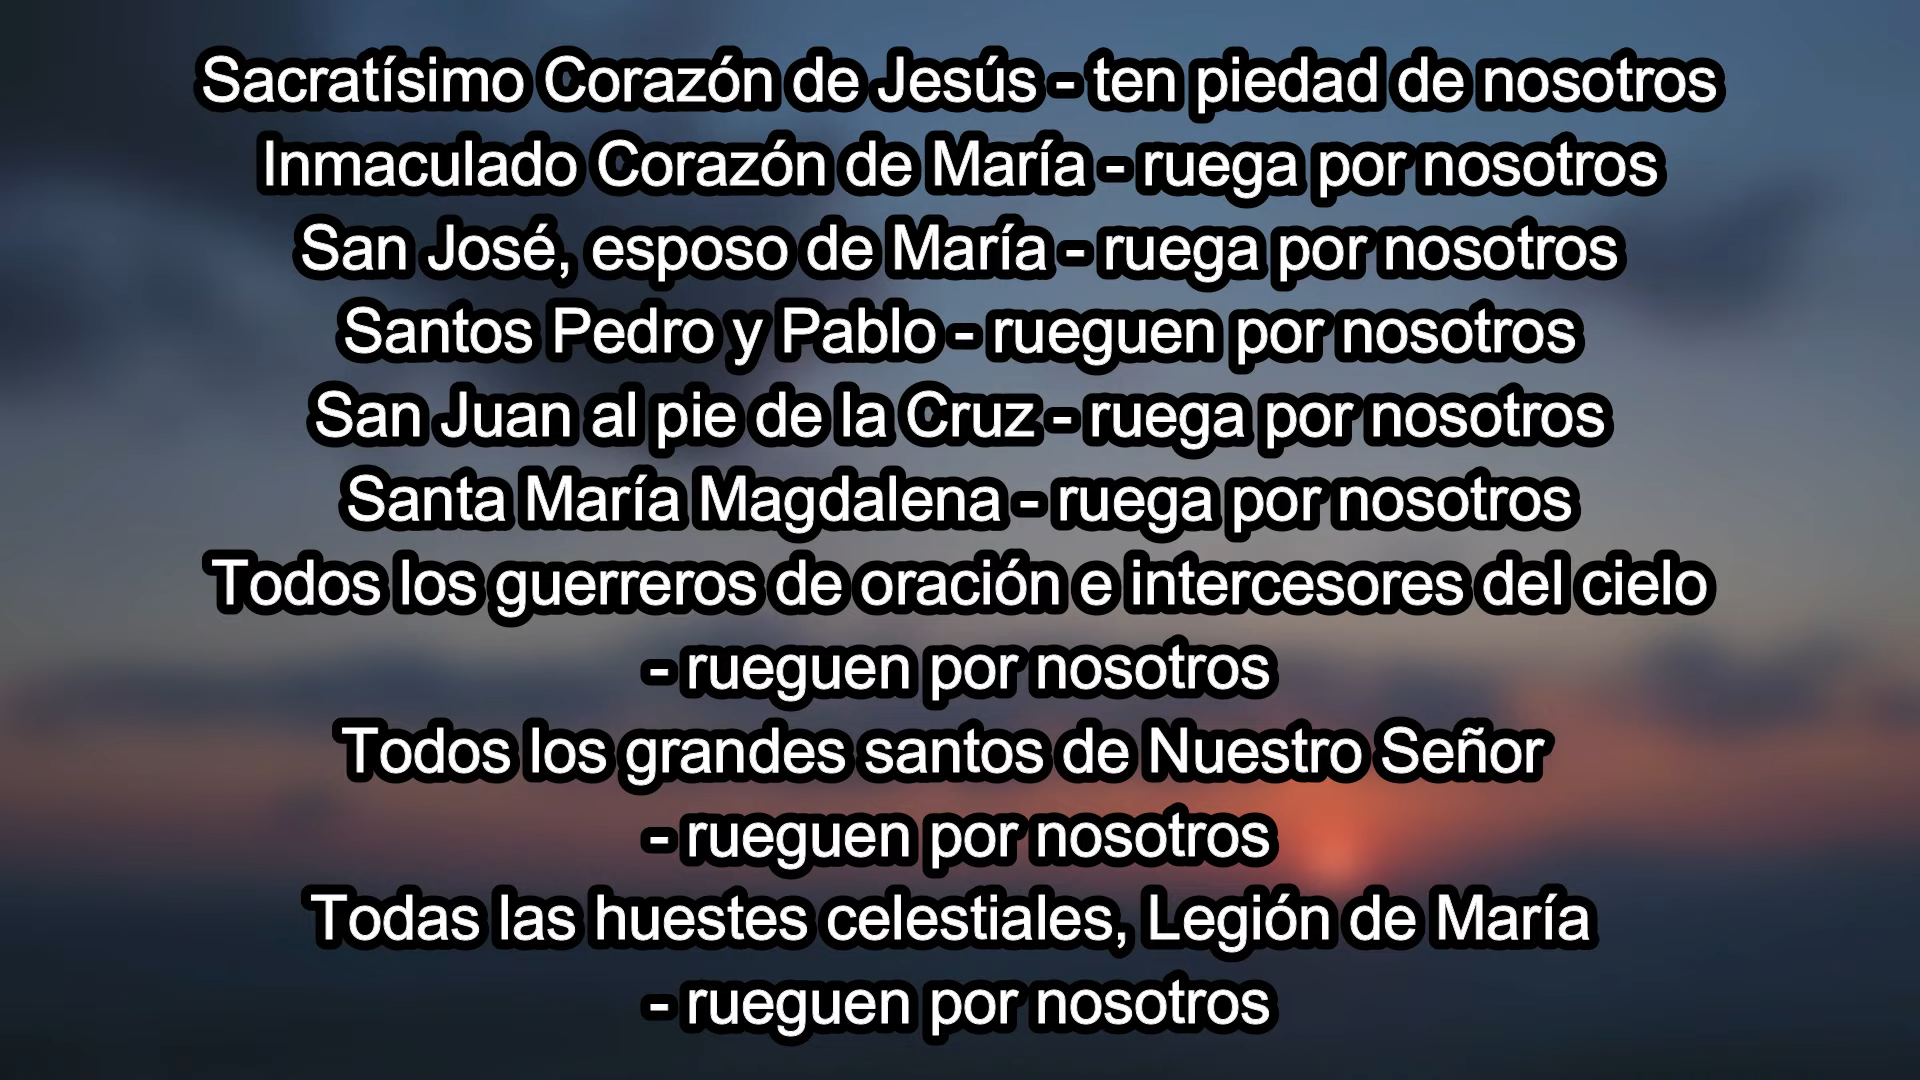 Sacratísimo Corazón de Jesús - ten piedad de nosotros
Inmaculado Corazón de María - ruega por nosotros
San José, esposo de María - ruega por nosotros
Santos Pedro y Pablo - rueguen por nosotros
San Juan al pie de la Cruz - ruega por nosotros
Santa María Magdalena - ruega por nosotros
Todos los guerreros de oración e intercesores del cielo
- rueguen por nosotros
Todos los grandes santos de Nuestro Señor
- rueguen por nosotros
Todas las huestes celestiales, Legión de María
- rueguen por nosotros